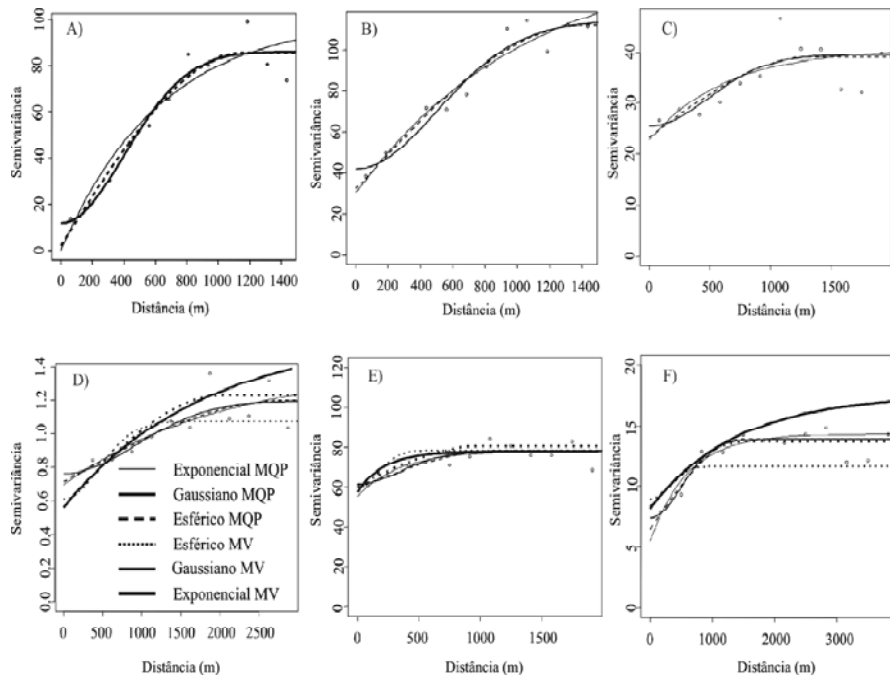 A)
Semivariância
100
80
60
40
20
0
0 200 400 600 800 1000 1200 1400
Distância (m)
B)
Semivariância
100
80
60
40
20
0
0 200 400 600 800 1000 1200 1400
Distância (m)
C)
Semivariância
40
30
20
10
0
0 500 1000 1500
Distância (m)
D)
Semivariância
1.4
1.2
1.0
0.8
0.6
0.4
0.2
0.0
Exponencial MQP
Gaussiano MQP
Esférico MQP
Esférico MV
Gaussiano MV
Exponencial MV
0 500 1000 1500 2000 2500
Distância (m)
E)
Semivariância
120
100
80
60
40
20
0
0 500 1000 1500
Distância (m)
F)
Semivariância
20
15
10
5
0
0 1000 2000 3000
Distância (m)